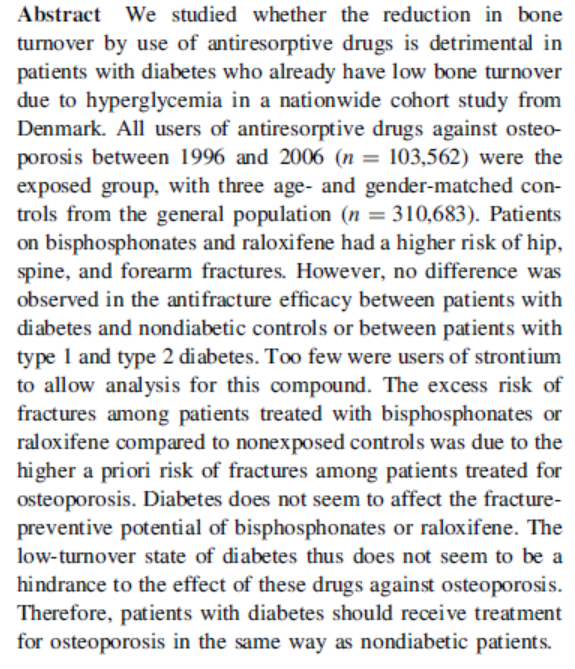 Abstract We studied whether the reduction in bone
turnover by use of antiresorptive drugs is detrimental in
patients with diabetes who already have low bone turnover
due to hyperglycemia in a nationwide cohort study from
Denmark. All users of antiresorptive drugs against osteo-
porosis between 1996 and 2006 (n = 103,562) were the
exposed group, with three age- and gender-matched con-
trols from the general population (n = 310,683). Patients
on bisphosphonates and raloxifene had a higher risk of hip,
spine, and forearm fractures. However, no difference was
observed in the antifracture efficacy between patients with
diabetes and nondiabetic controls or between patients with
type 1 and type 2 diabetes. Too few were users of strontium
to allow analysis for this compound. The excess risk of
fractures among patients treated with bisphosphonates or
raloxifene compared to nonexposed controls was due to the
higher a priori risk of fractures among patients treated for
osteoporosis. Diabetes does not seem to affect the fracture-
preventive potential of bisphosphonates or raloxifene. The
low-turnover state of diabetes thus does not seem to be a
hindrance to the effect of these drugs against osteoporosis.
Therefore, patients with diabetes should receive treatment
for osteoporosis in the same way as nondiabetic patients.